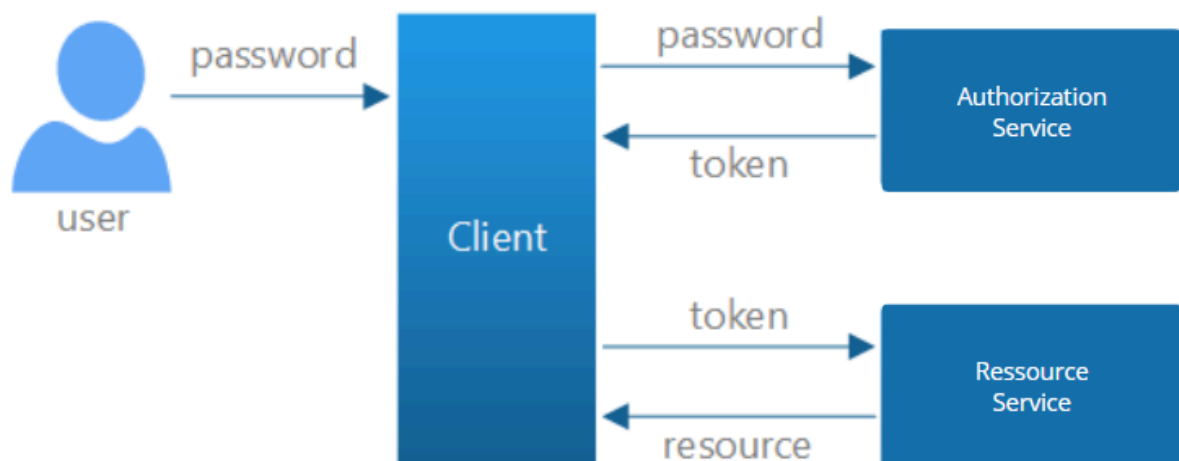 password
user
Client
password
token
Authorization
Service
token
resource
Ressource
Service